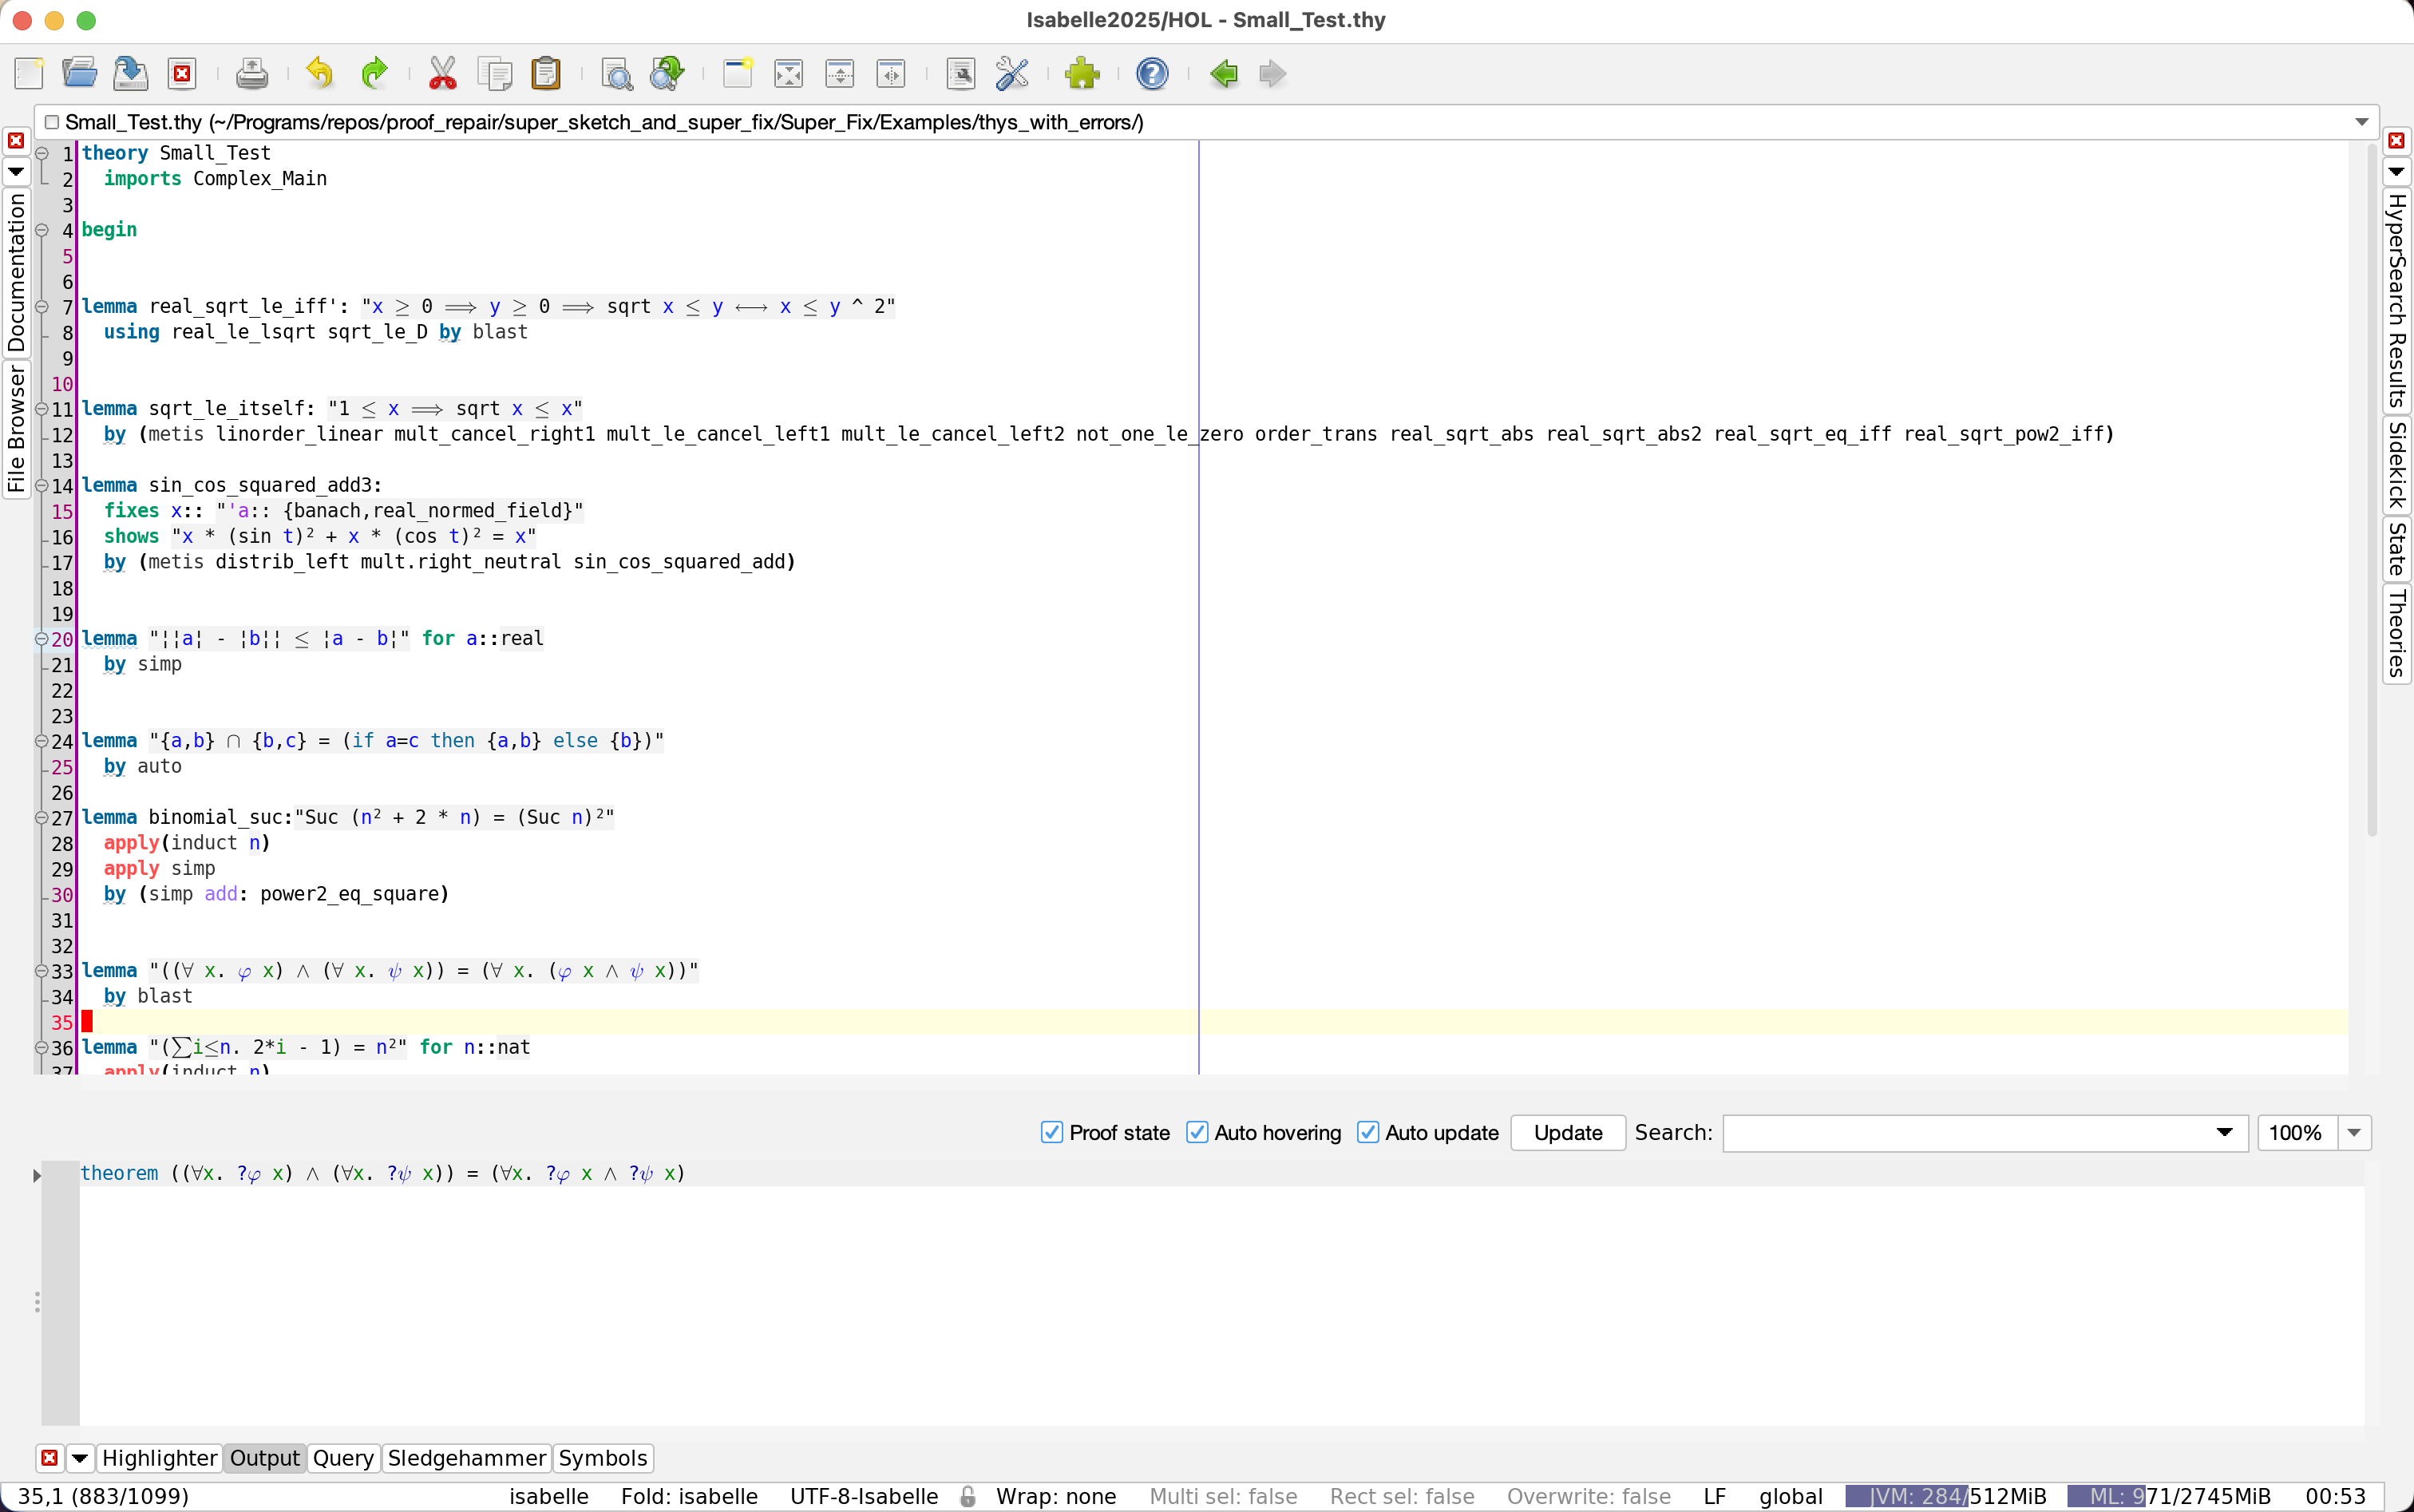 Isabelle2025/HOL - Small_Test.thy
Small_Test.thy (~/Programs/repos/proof_repair/super_sketch_and_super_fix/Super_Fix/Examples/thys_with_errors/)
Documentation
File Browser
1 theory Small_Test
2 imports Complex_Main
3
4 begin
5
6
7 lemma real_sqrt_le_iff': "x ≥ 0 ⟹ y ≥ 0 ⟹ sqrt x ≤ y ⟷ x ≤ y ^ 2"
8 using real_le_lsqrt sqrt_le_D by blast
9
10
11 lemma sqrt_le_itself: "1 ≤ x ⟹ sqrt x ≤ x"
12 by (metis linorder_linear mult_cancel_right1 mult_le_cancel_left1 mult_le_cancel_left2 not_one_le_zero order_trans real_sqrt_abs real_sqrt_abs2 real_sqrt_eq_iff real_sqrt_pow2_iff)
13
14 lemma sin_cos_squared_add3:
15 fixes x:: "'a:: {banach,real_normed_field}"
16 shows "x * (sin t)² + x * (cos t)² = x"
17 by (metis distrib_left mult.right_neutral sin_cos_squared_add)
18
19
20 lemma "¦¦a¦ - ¦b¦¦ ≤ ¦a - b¦" for a::real
21 by simp
22
23
24 lemma "{a,b} ∩ {b,c} = (if a=c then {a,b} else {b})"
25 by auto
26
27 lemma binomial_suc:"Suc (n² + 2 * n) = (Suc n)²"
28 apply(induct n)
29 apply simp
30 by (simp add: power2_eq_square)
31
32
33 lemma "((∀ x. φ x) ∧ (∀ x. ψ x)) = (∀ x. (φ x ∧ ψ x))"
34 by blast
35
36 lemma "(∑i≤n. 2*i - 1) = n²" for n::nat
37 apply(induct n)
HyperSearch Results
Sidekick
State
Theories
Proof state Auto hovering Auto update Update Search: 100%
theorem ((∀x. ?φ x) ∧ (∀x. ?ψ x)) = (∀x. ?φ x ∧ ?ψ x)
Highlighter Output Query Sledgehammer Symbols
35,1 (883/1099) isabelle Fold: isabelle UTF-8-Isabelle Wrap: none Multi sel: false Rect sel: false Overwrite: false LF global JVM: 284/512MiB ML: 971/2745MiB 00:53